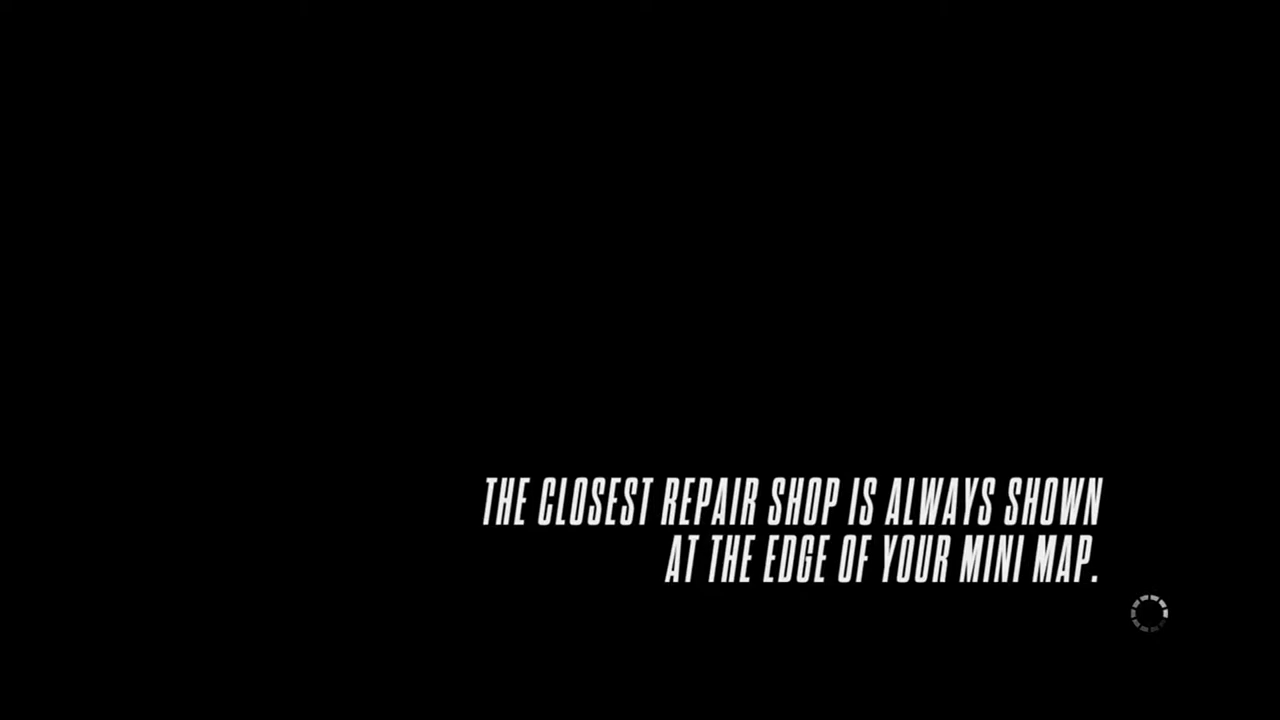 THE CLOSEST REPAIR SHOP IS ALWAYS SHOWN
AT THE EDGE OF YOUR MINI MAP.